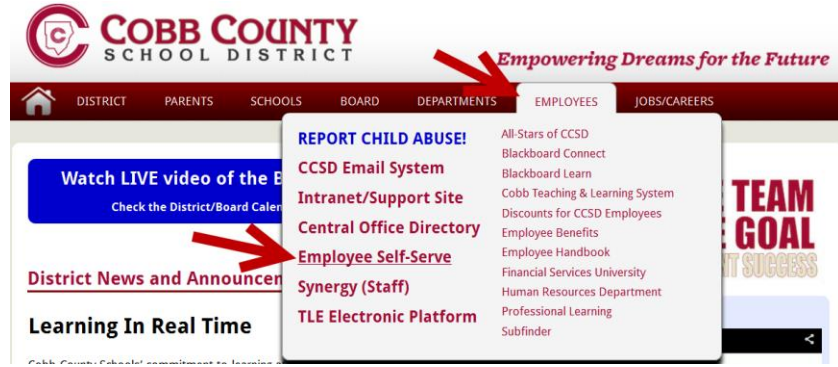 COBB COUNTY
SCHOOL DISTRICT
Empowering Dreams for the Future
DISTRICT PARENTS SCHOOLS BOARD DEPARTMENTS EMPLOYEES JOBS/CAREERS
REPORT CHILD ABUSE!
CCSD Email System
Intranet/Support Site
Central Office Directory
Employee Self-Serve
Synergy (Staff)
TLE Electronic Platform
All-Stars of CCSD
Blackboard Connect
Blackboard Learn
Cobb Teaching & Learning System
Discounts for CCSD Employees
Employee Benefits
Employee Handbook
Financial Services University
Human Resources Department
Professional Learning
Subfinder
Watch LIVE video of the B
Check the District/Board Calen
TEAM
GOAL
SUCCESS
District News and Announcen
Learning In Real Time